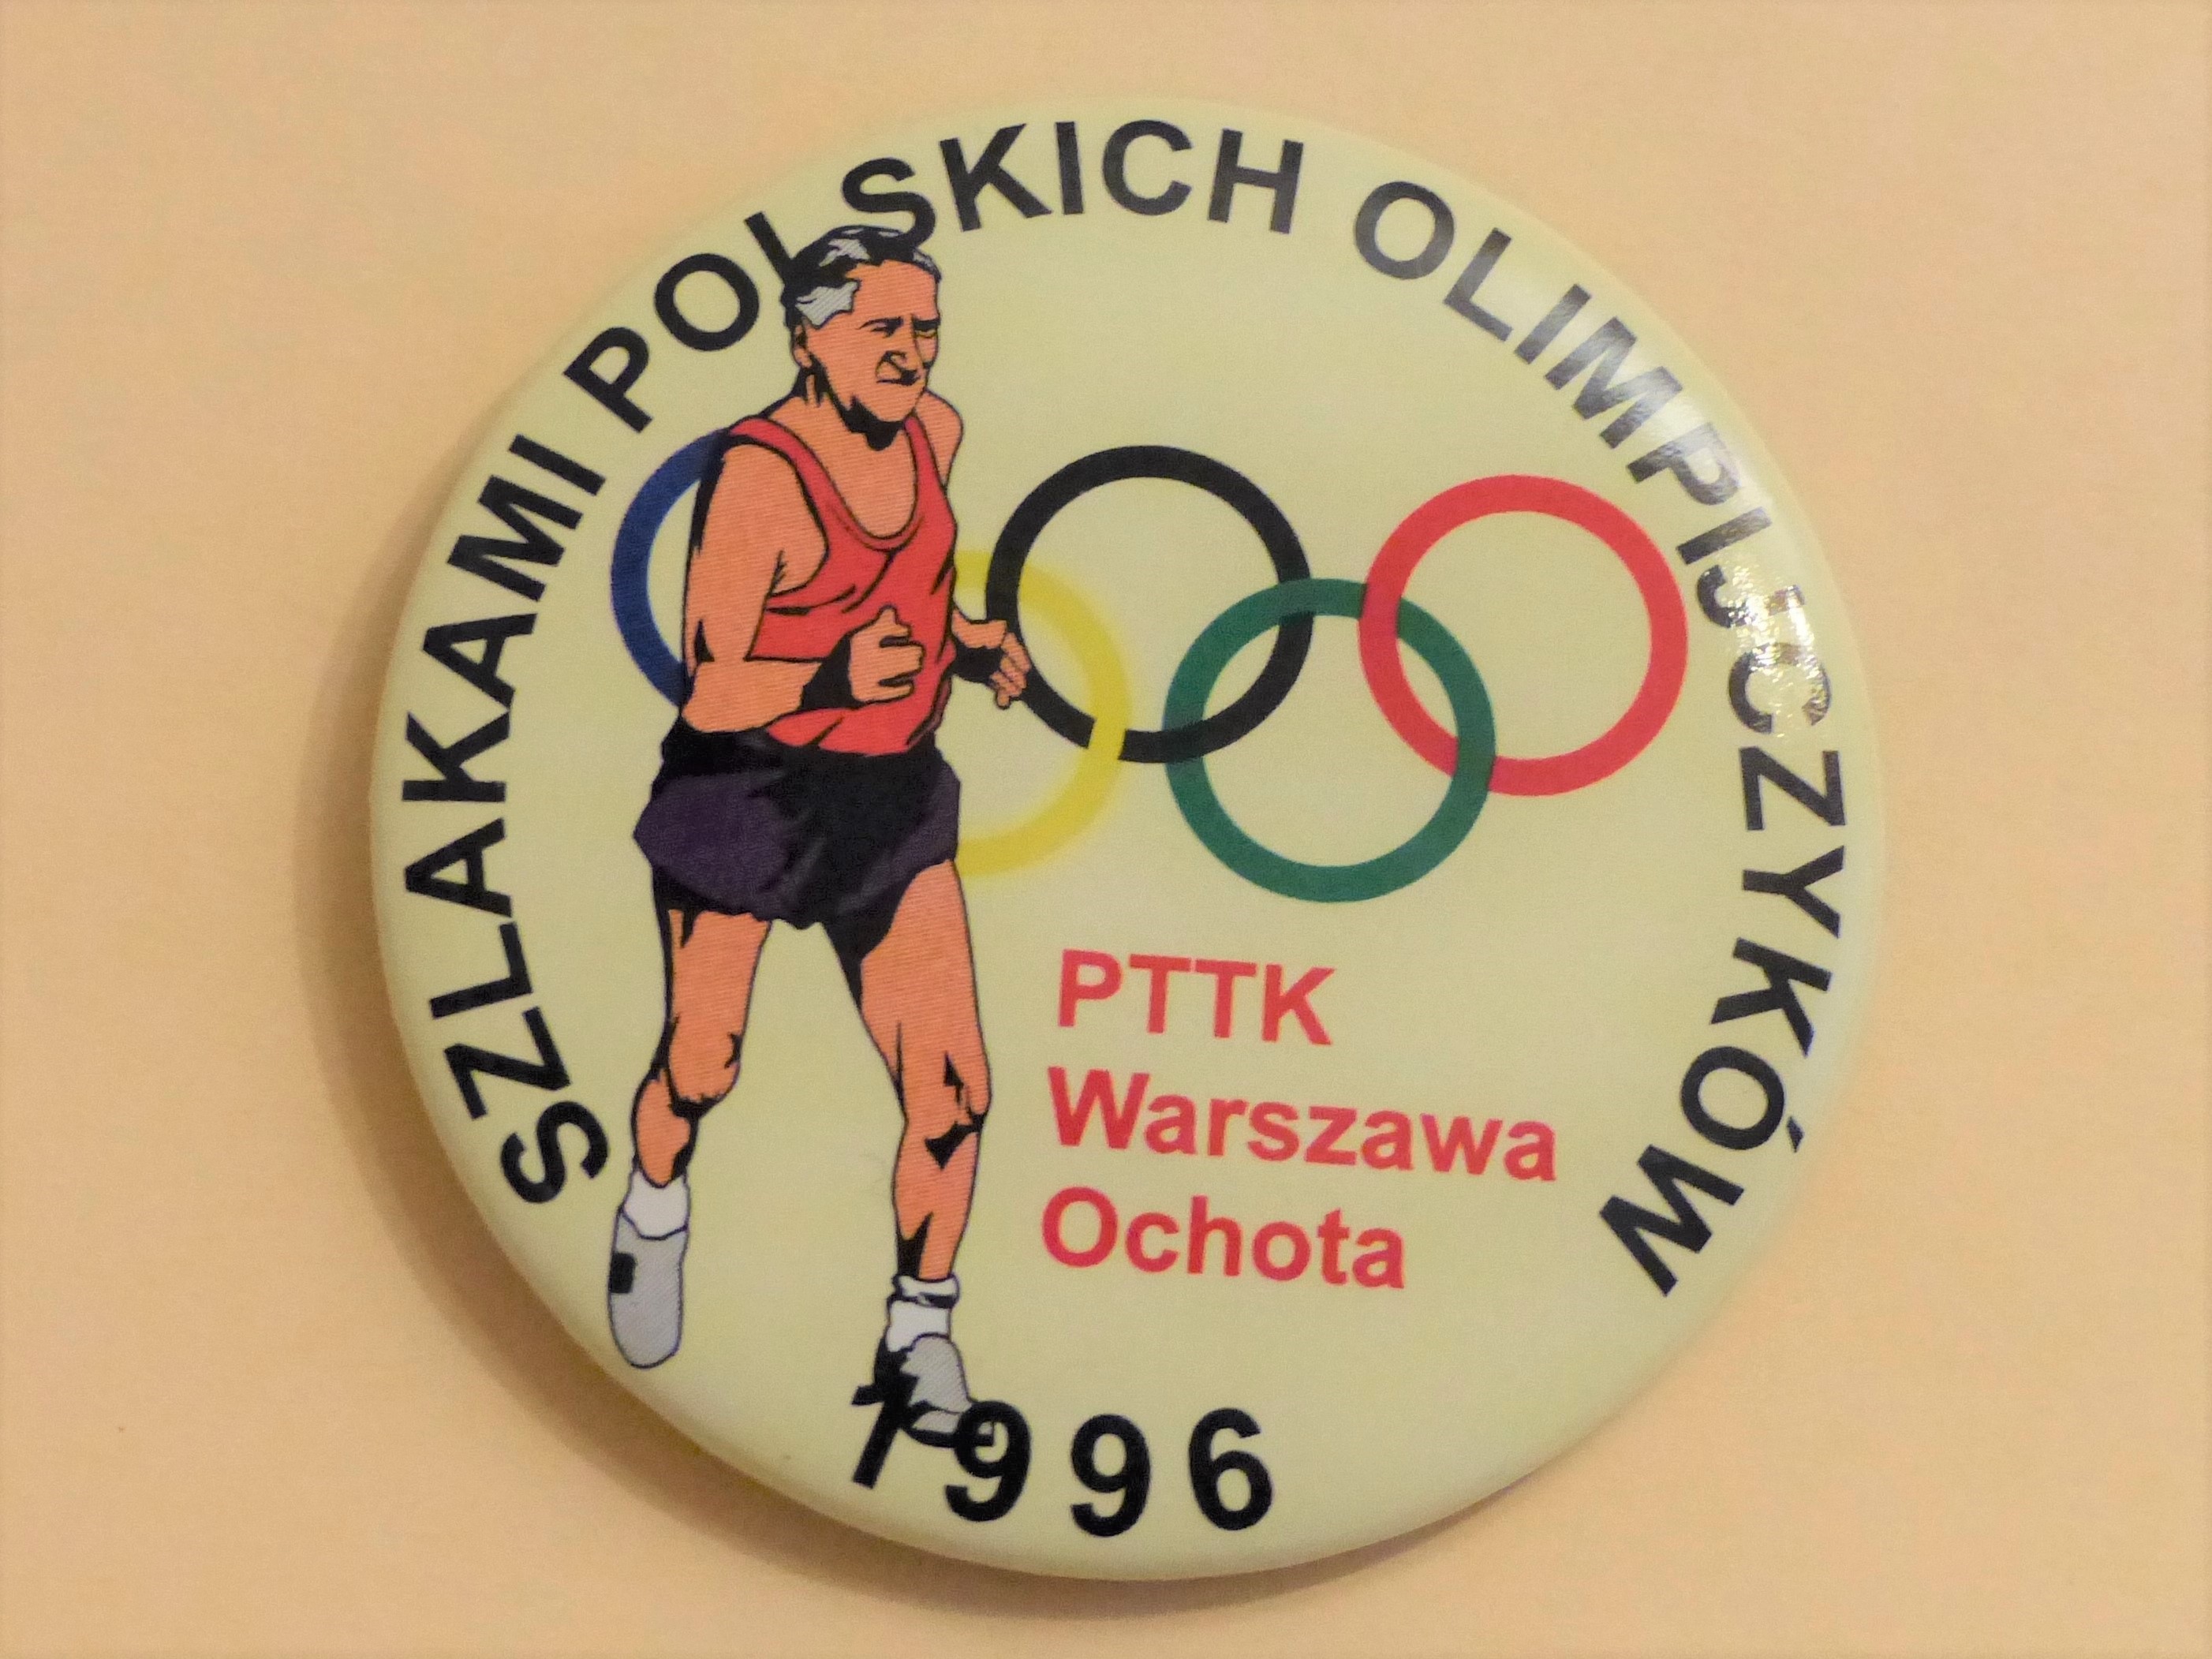 SZLAKAMI POLSKICH OLIMPIJCZYKÓW
PTTK
Warszawa
Ochota
1996